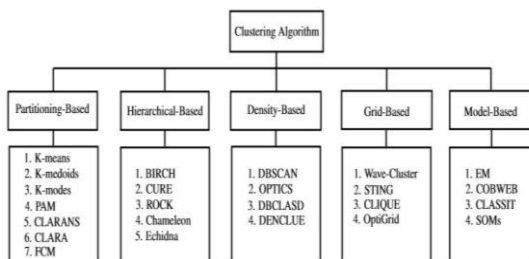 Clustering Algorithm
Partitioning-Based
Hierarchical-Based
Density-Based
Grid-Based
Model-Based
1. K-means
2. K-medoids
3. K-modes
4. PAM
5. CLARANS
6. CLARA
7. FCM
1. BIRCH
2. CURE
3. ROCK
4. Chameleon
5. Echidna
1. DBSCAN
2. OPTICS
3. DBCLASD
4. DENCLUE
1. Wave-Cluster
2. STING
3. CLIQUE
4. OptiGrid
1. EM
2. COBWEB
3. CLASSIT
4. SOMs